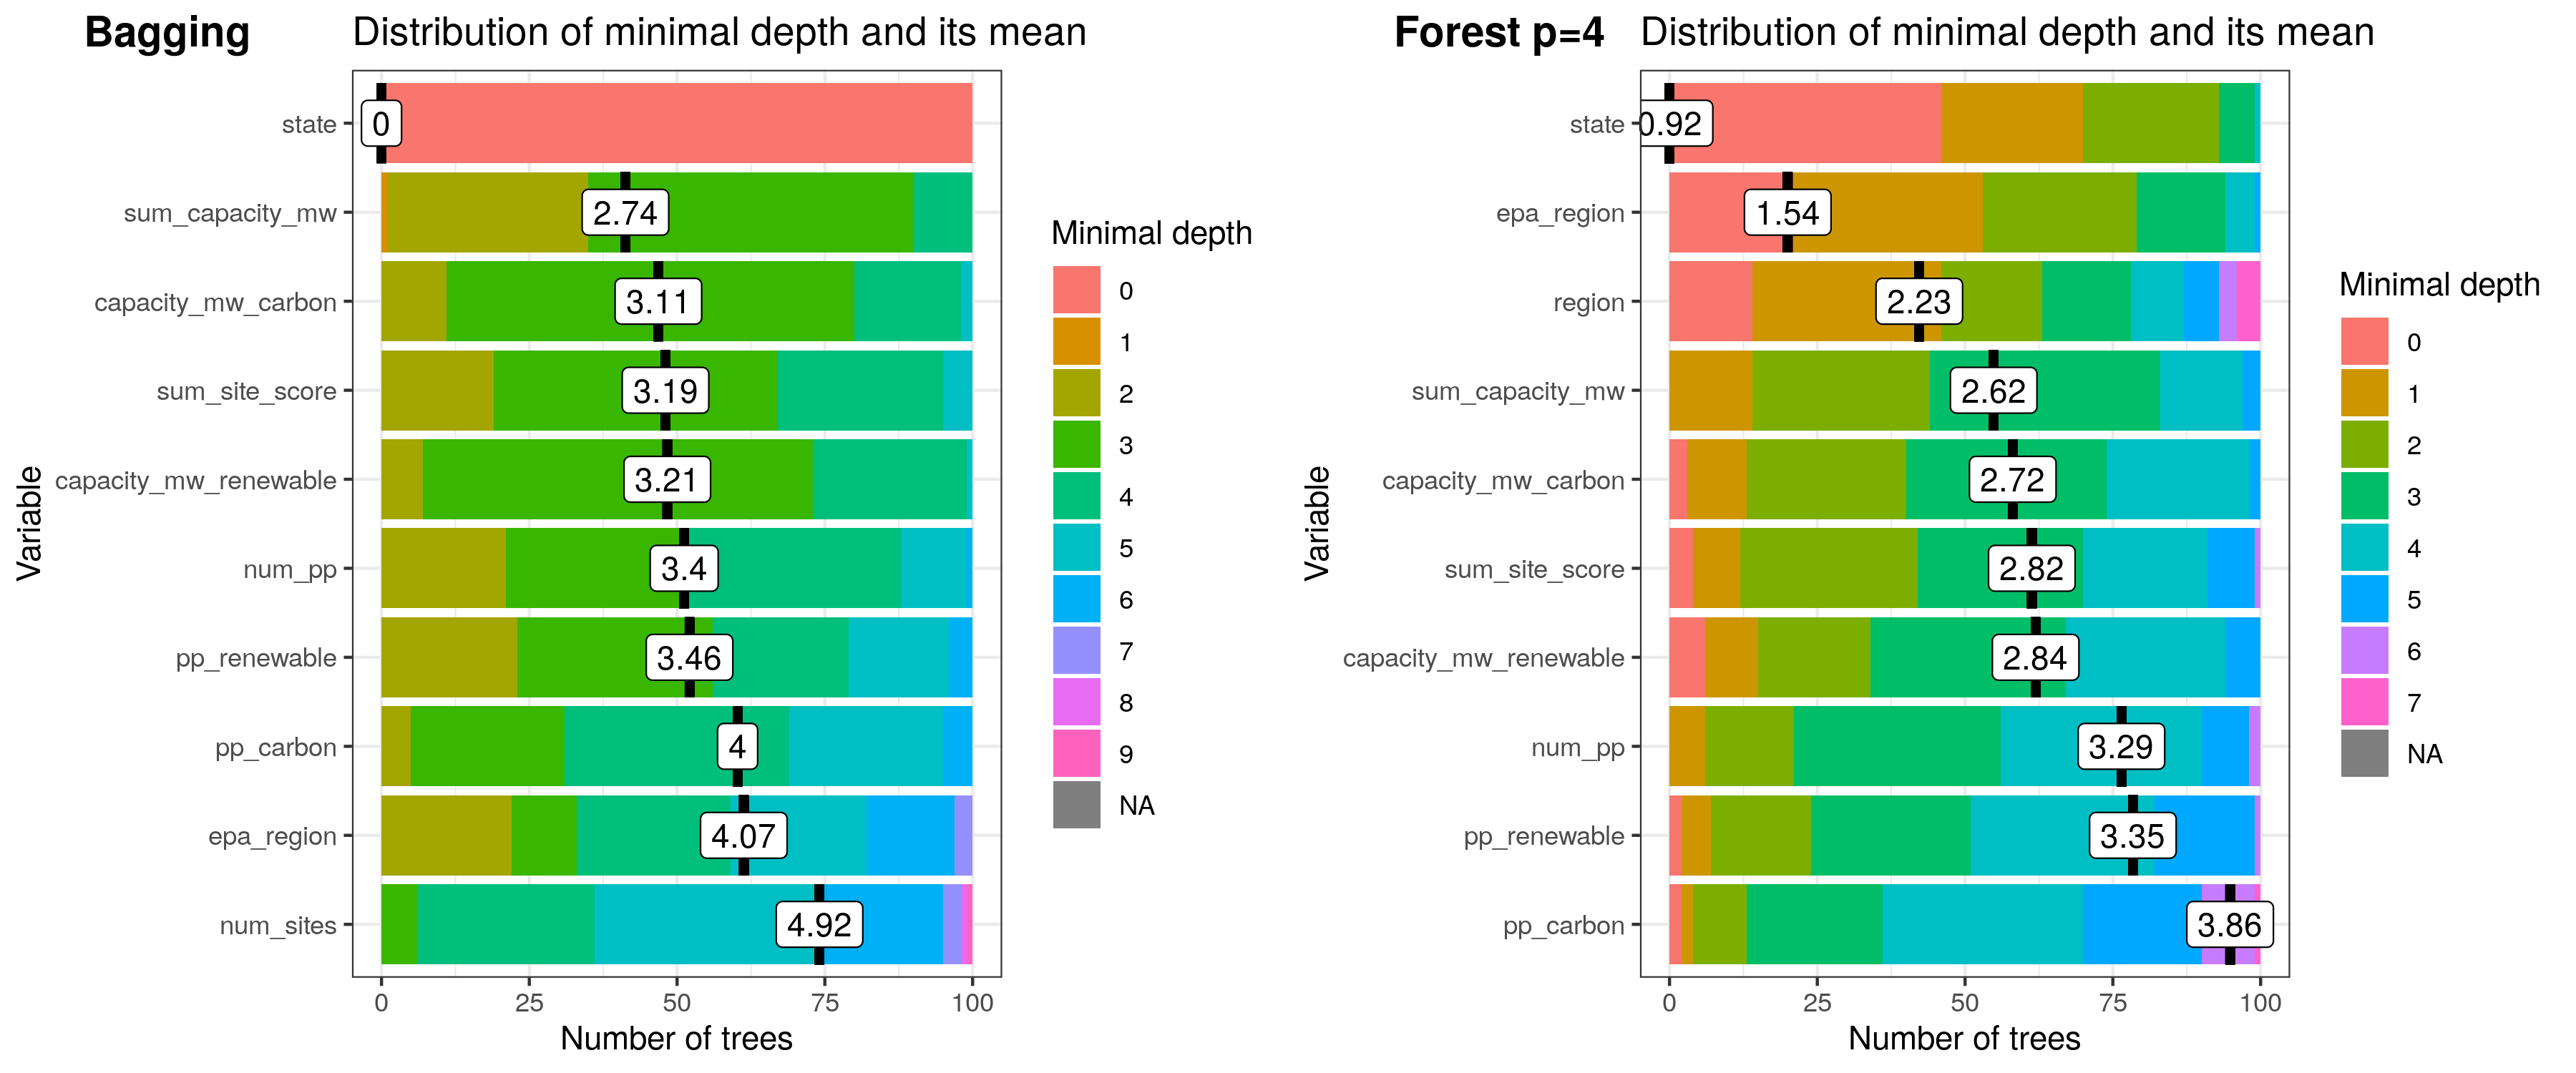 Bagging
Distribution of minimal depth and its mean
Variable
state
sum_capacity_mw
capacity_mw_carbon
sum_site_score
capacity_mw_renewable
num_pp
pp_renewable
pp_carbon
epa_region
num_sites
0
2.74
3.11
3.19
3.21
3.4
3.46
4
4.07
4.92
0
25
50
75
100
Number of trees
Minimal depth
0
1
2
3
4
5
6
7
8
9
NA
Forest p=4
Distribution of minimal depth and its mean
Variable
state
epa_region
region
sum_capacity_mw
capacity_mw_carbon
sum_site_score
capacity_mw_renewable
num_pp
pp_renewable
pp_carbon
0.92
1.54
2.23
2.62
2.72
2.82
2.84
3.29
3.35
3.86
0
25
50
75
100
Number of trees
Minimal depth
0
1
2
3
4
5
6
7
NA